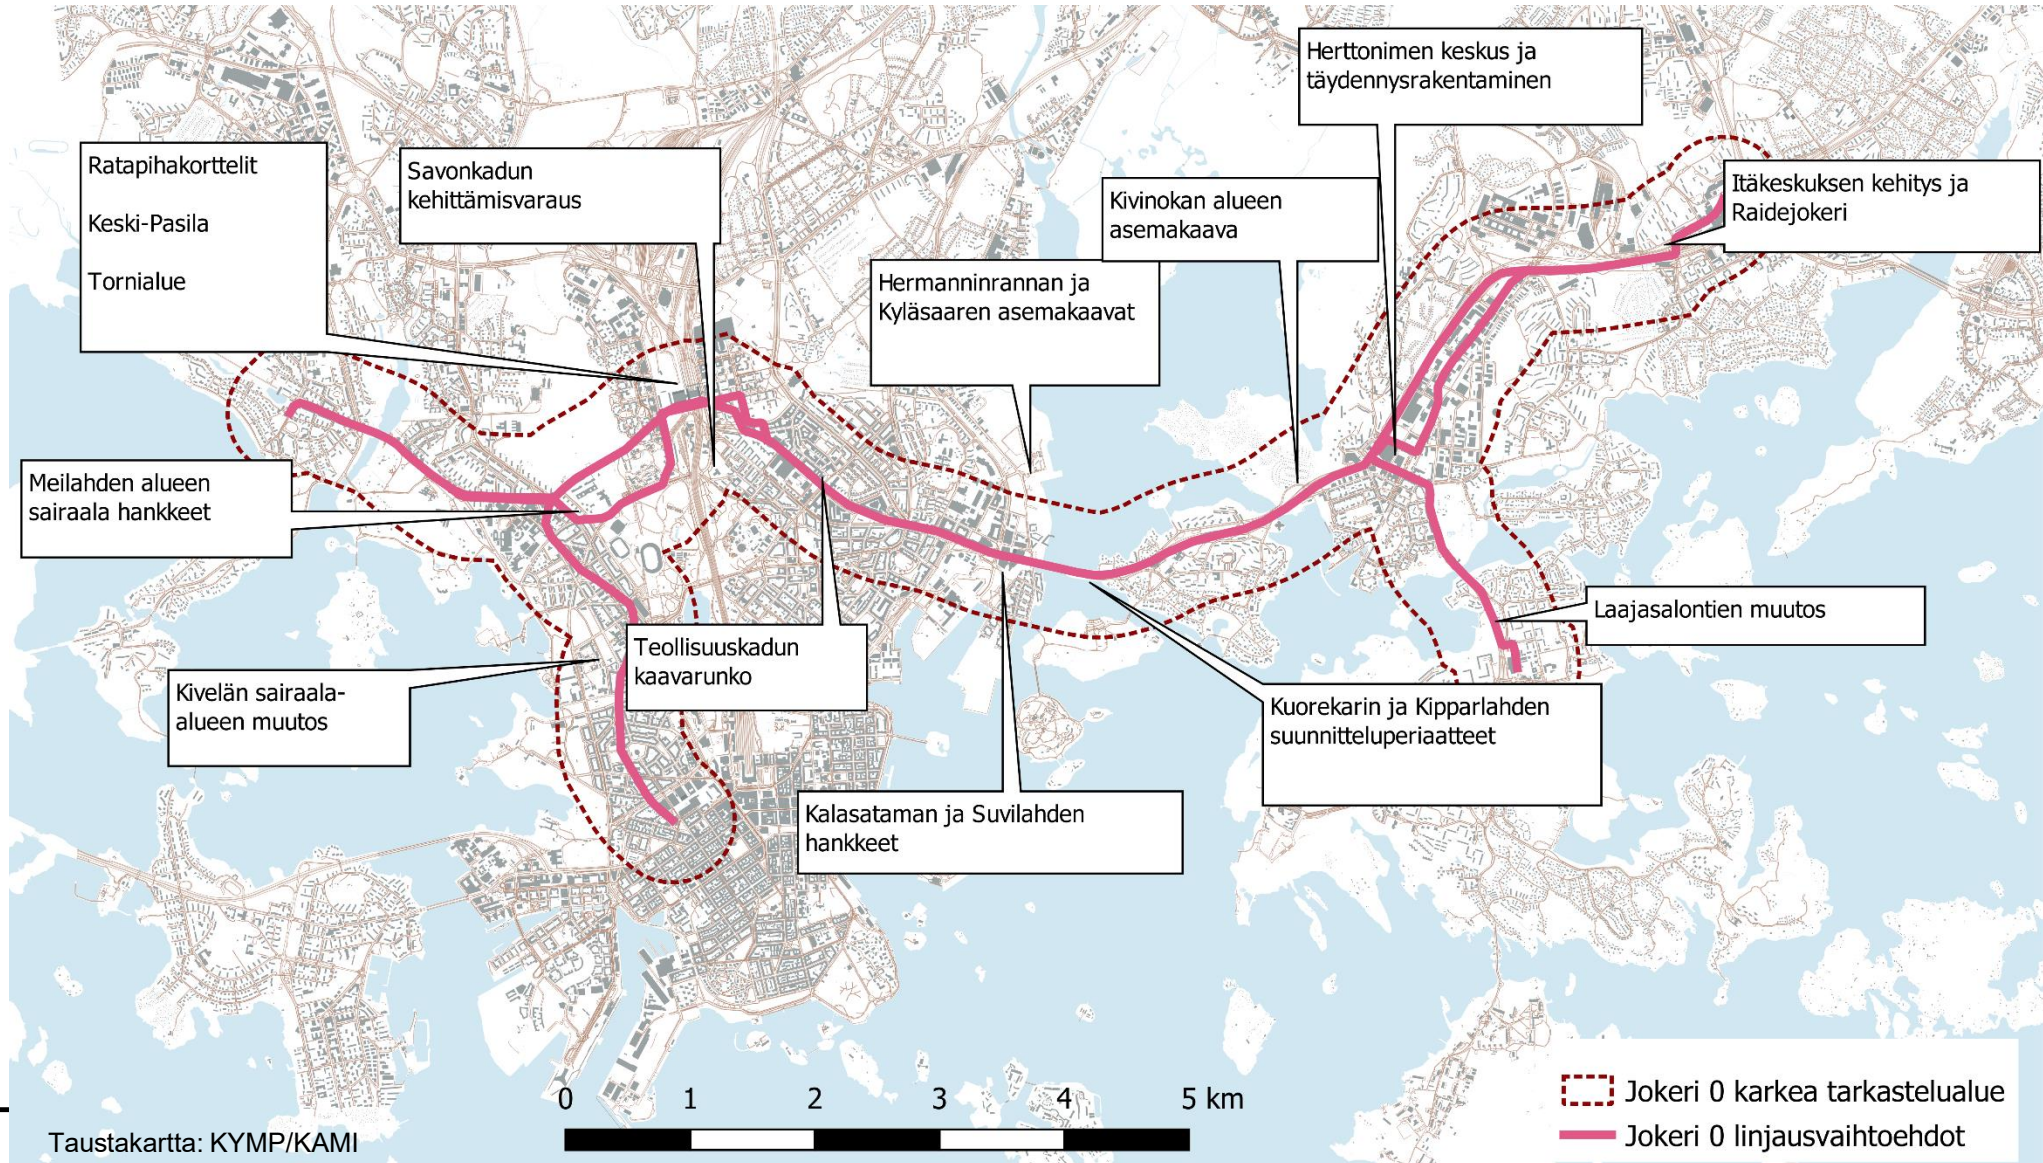 Herttonimen keskus ja
täydennysrakentaminen
Ratapihakorttelit
Keski-Pasila
Tornialue
Savonkadun
kehittämisvaraus
Kivinokan alueen
asemakaava
Itäkeskuksen kehitys ja
Raidejokeri
Hermanninrannan ja
Kyläsaaren asemakaavat
Meilahden alueen
sairaala hankkeet
Laajasalontien muutos
Teollisuuskadun
kaavarunko
Kivelän sairaala-
alueen muutos
Kuorekarin ja Kipparlahden
suunnitteluperiaatteet
Kalasataman ja Suvilahden
hankkeet
0 1 2 3 4 5 km
Jokeri 0 karkea tarkastelualue
Jokeri 0 linjausvaihtoehdot
Taustakartta: KYMP/KAMI